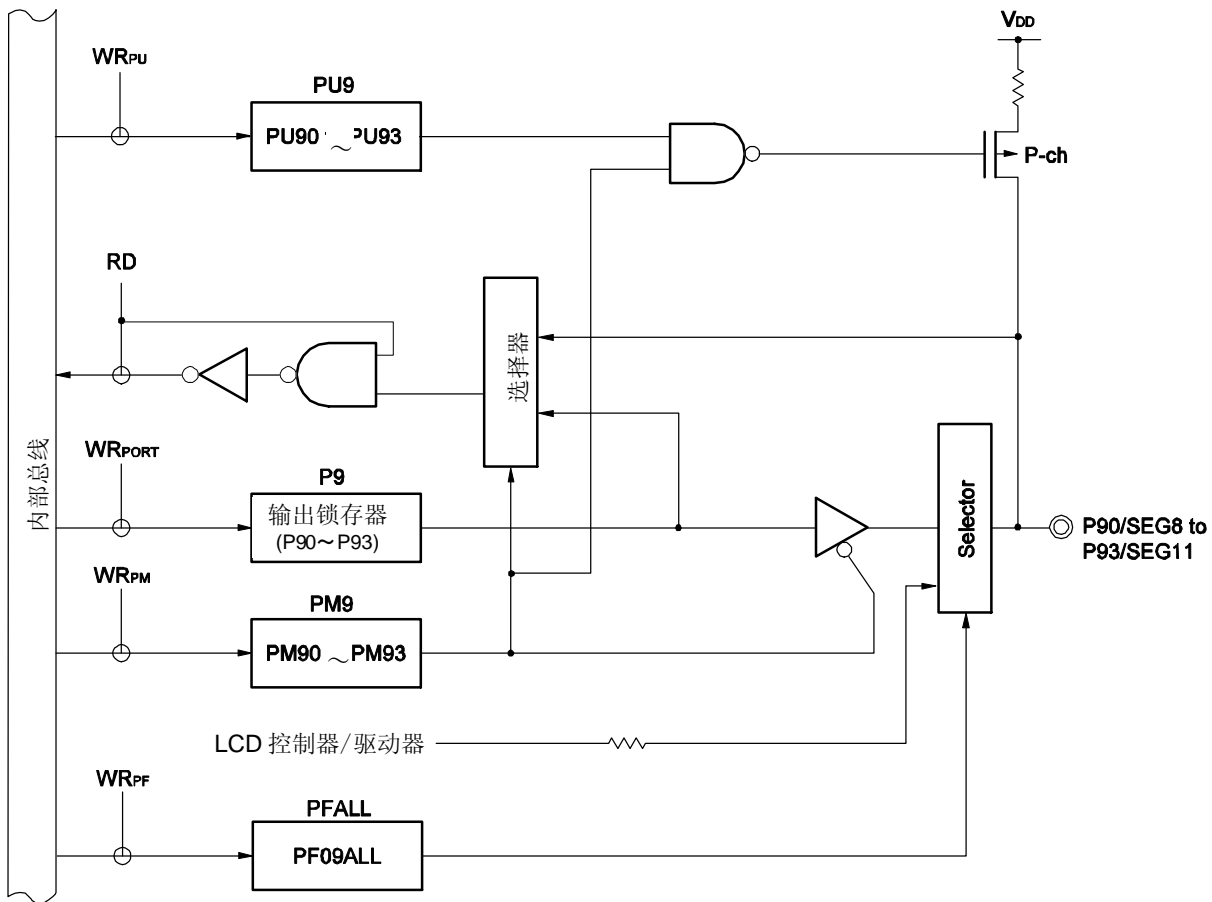 VDD
WRPU
PU9
PU90 ～ PU93
P-ch
RD
选择器
内部总线
WRPORT
P9
输出锁存器
(P90～P93)
Selector
P90/SEG8 to
P93/SEG11
WRPM
PM9
PM90 ～PM93
LCD 控制器/驱动器
WRPF
PFALL
PF09ALL